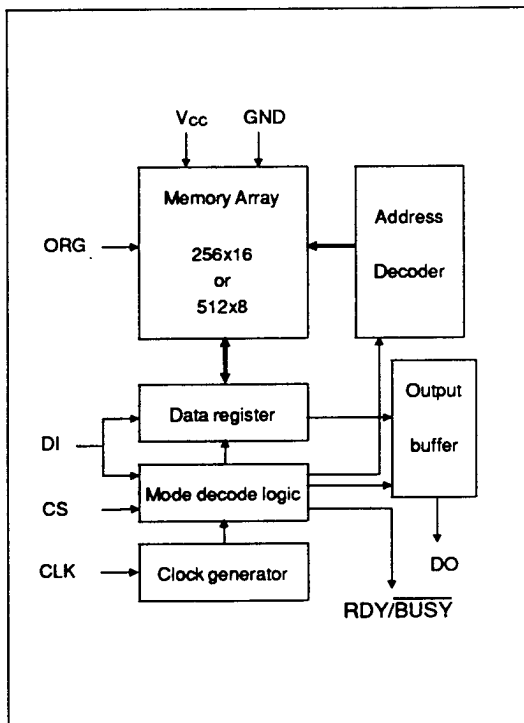 Vcc GND
Memory Array
256x16
or
512x8
ORG
Address
Decoder
Data register
Output
buffer
DI
Mode decode logic
CS
CLK
Clock generator
DO
RDY/BUSY